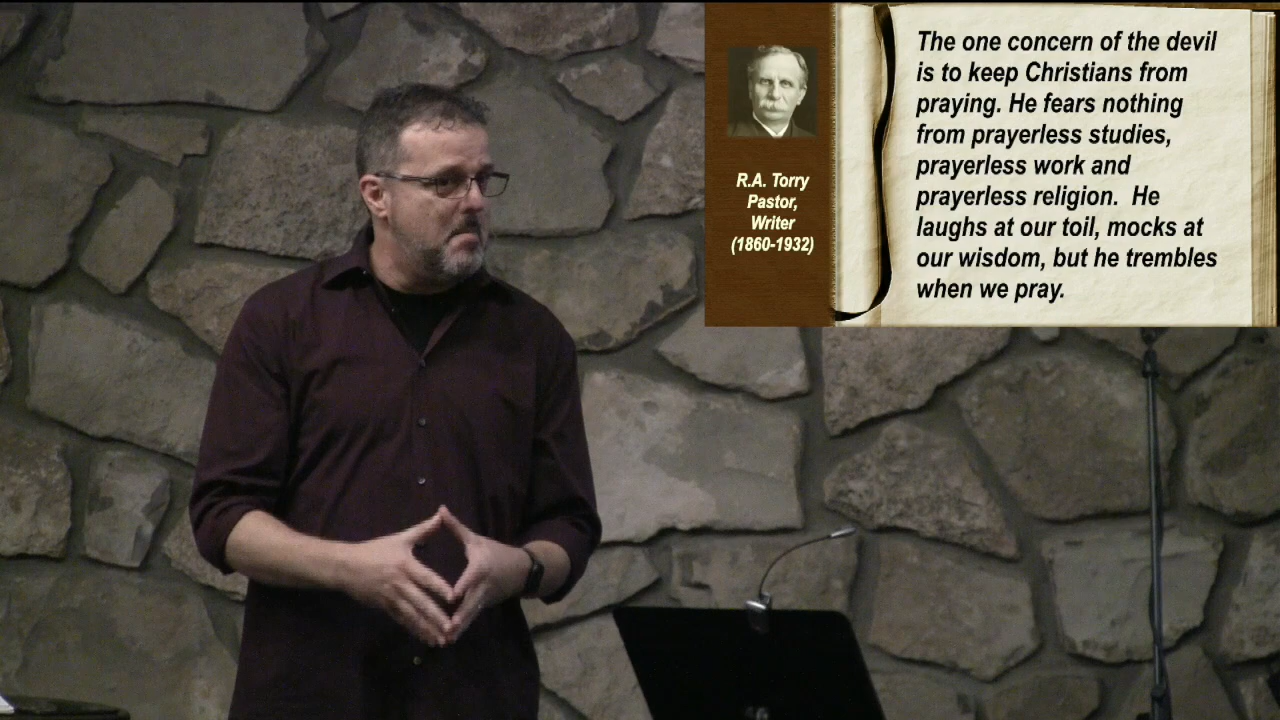 R.A. Torry
Pastor,
Writer
(1860-1932)
The one concern of the devil
is to keep Christians from
praying. He fears nothing
from prayerless studies,
prayerless work and
prayerless religion.  He
laughs at our toil, mocks at
our wisdom, but he trembles
when we pray.